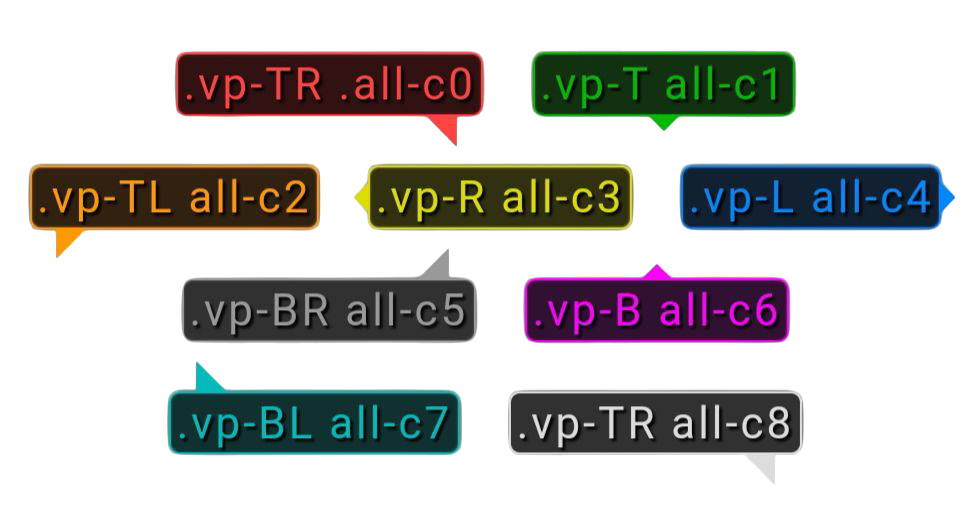 .vp-TR .all-c0
.vp-T all-c1
.vp-TL all-c2
.vp-R all-c3
.vp-L all-c4
.vp-BR all-c5
.vp-B all-c6
.vp-BL all-c7
.vp-TR all-c8